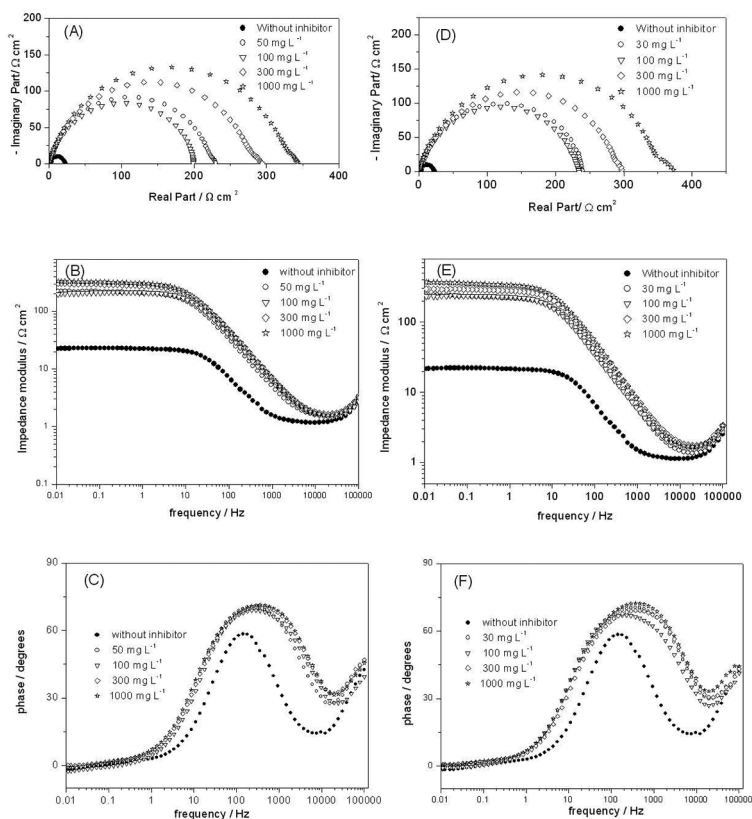 (A)
Without inhibitor
50 mg L⁻¹
100 mg L⁻¹
300 mg L⁻¹
1000 mg L⁻¹
- Imaginary Part/ Ω cm²
200
150
100
50
0
0 100 200 300 400
Real Part / Ω cm²
(D)
Without inhibitor
30 mg L⁻¹
100 mg L⁻¹
300 mg L⁻¹
1000 mg L⁻¹
- Imaginary Part/ Ω cm²
200
150
100
50
0
0 100 200 300 400
Real Part/ Ω cm²
(B)
without inhibitor
50 mg L⁻¹
100 mg L⁻¹
300 mg L⁻¹
1000 mg L⁻¹
Impedance modulus / Ω cm²
100
10
1
0.1
0.01 0.1 1 10 100 1000 10000 100000
frequency / Hz
(E)
Without inhibitor
30 mg L⁻¹
100 mg L⁻¹
300 mg L⁻¹
1000 mg L⁻¹
Impedance modulus / Ω cm²
100
10
1
0.01 0.1 1 10 100 1000 10000 100000
frequency / Hz
(C)
without inhibitor
50 mg L⁻¹
100 mg L⁻¹
300 mg L⁻¹
1000 mg L⁻¹
phase / degrees
90
60
30
0
0.01 0.1 1 10 100 1000 10000 100000
frequency / Hz
(F)
without inhibitor
30 mg L⁻¹
100 mg L⁻¹
300 mg L⁻¹
1000 mg L⁻¹
phase / degrees
90
60
30
0
0.01 0.1 1 10 100 1000 10000 100000
frequency / Hz